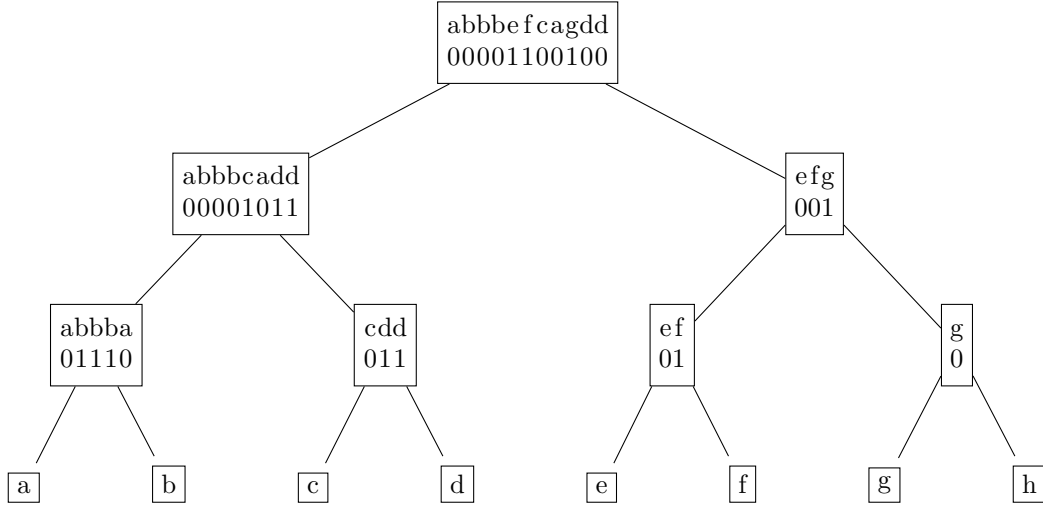 abbbefcagdd
00001100100
abbbcadd
00001011
efg
001
abbba
01110
cdd
011
ef
01
g
0
a
b
c
d
e
f
g
h